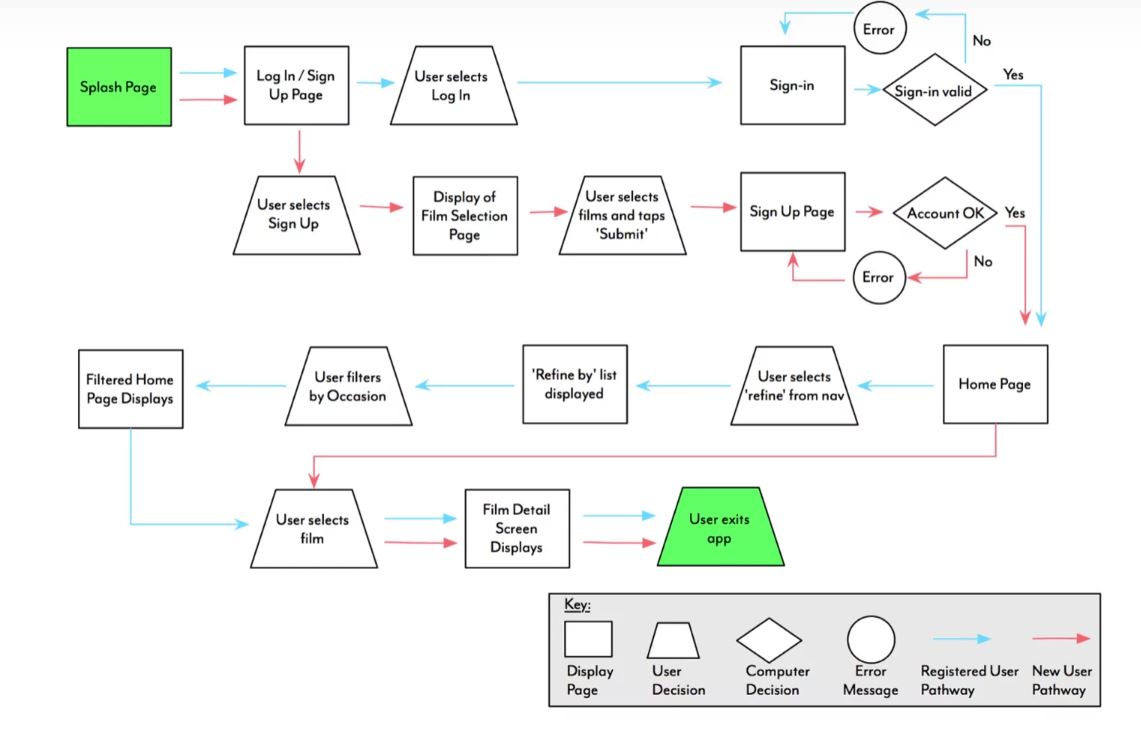 Error
No
Splash Page
Log In / Sign
Up Page
User selects
Log In
Sign-in
Sign-in valid
Yes
User selects
Sign Up
Display of
Film Selection
Page
User selects
films and taps
'Submit'
Sign Up Page
Account OK
Yes
No
Error
Filtered Home
Page Displays
User filters
by Occasion
'Refine by' list
displayed
User selects
'refine' from nav
Home Page
User selects
film
Film Detail
Screen
Displays
User exits
app
Key:
Display
Page
User
Decision
Computer
Decision
Error
Message
Registered User
Pathway
New User
Pathway